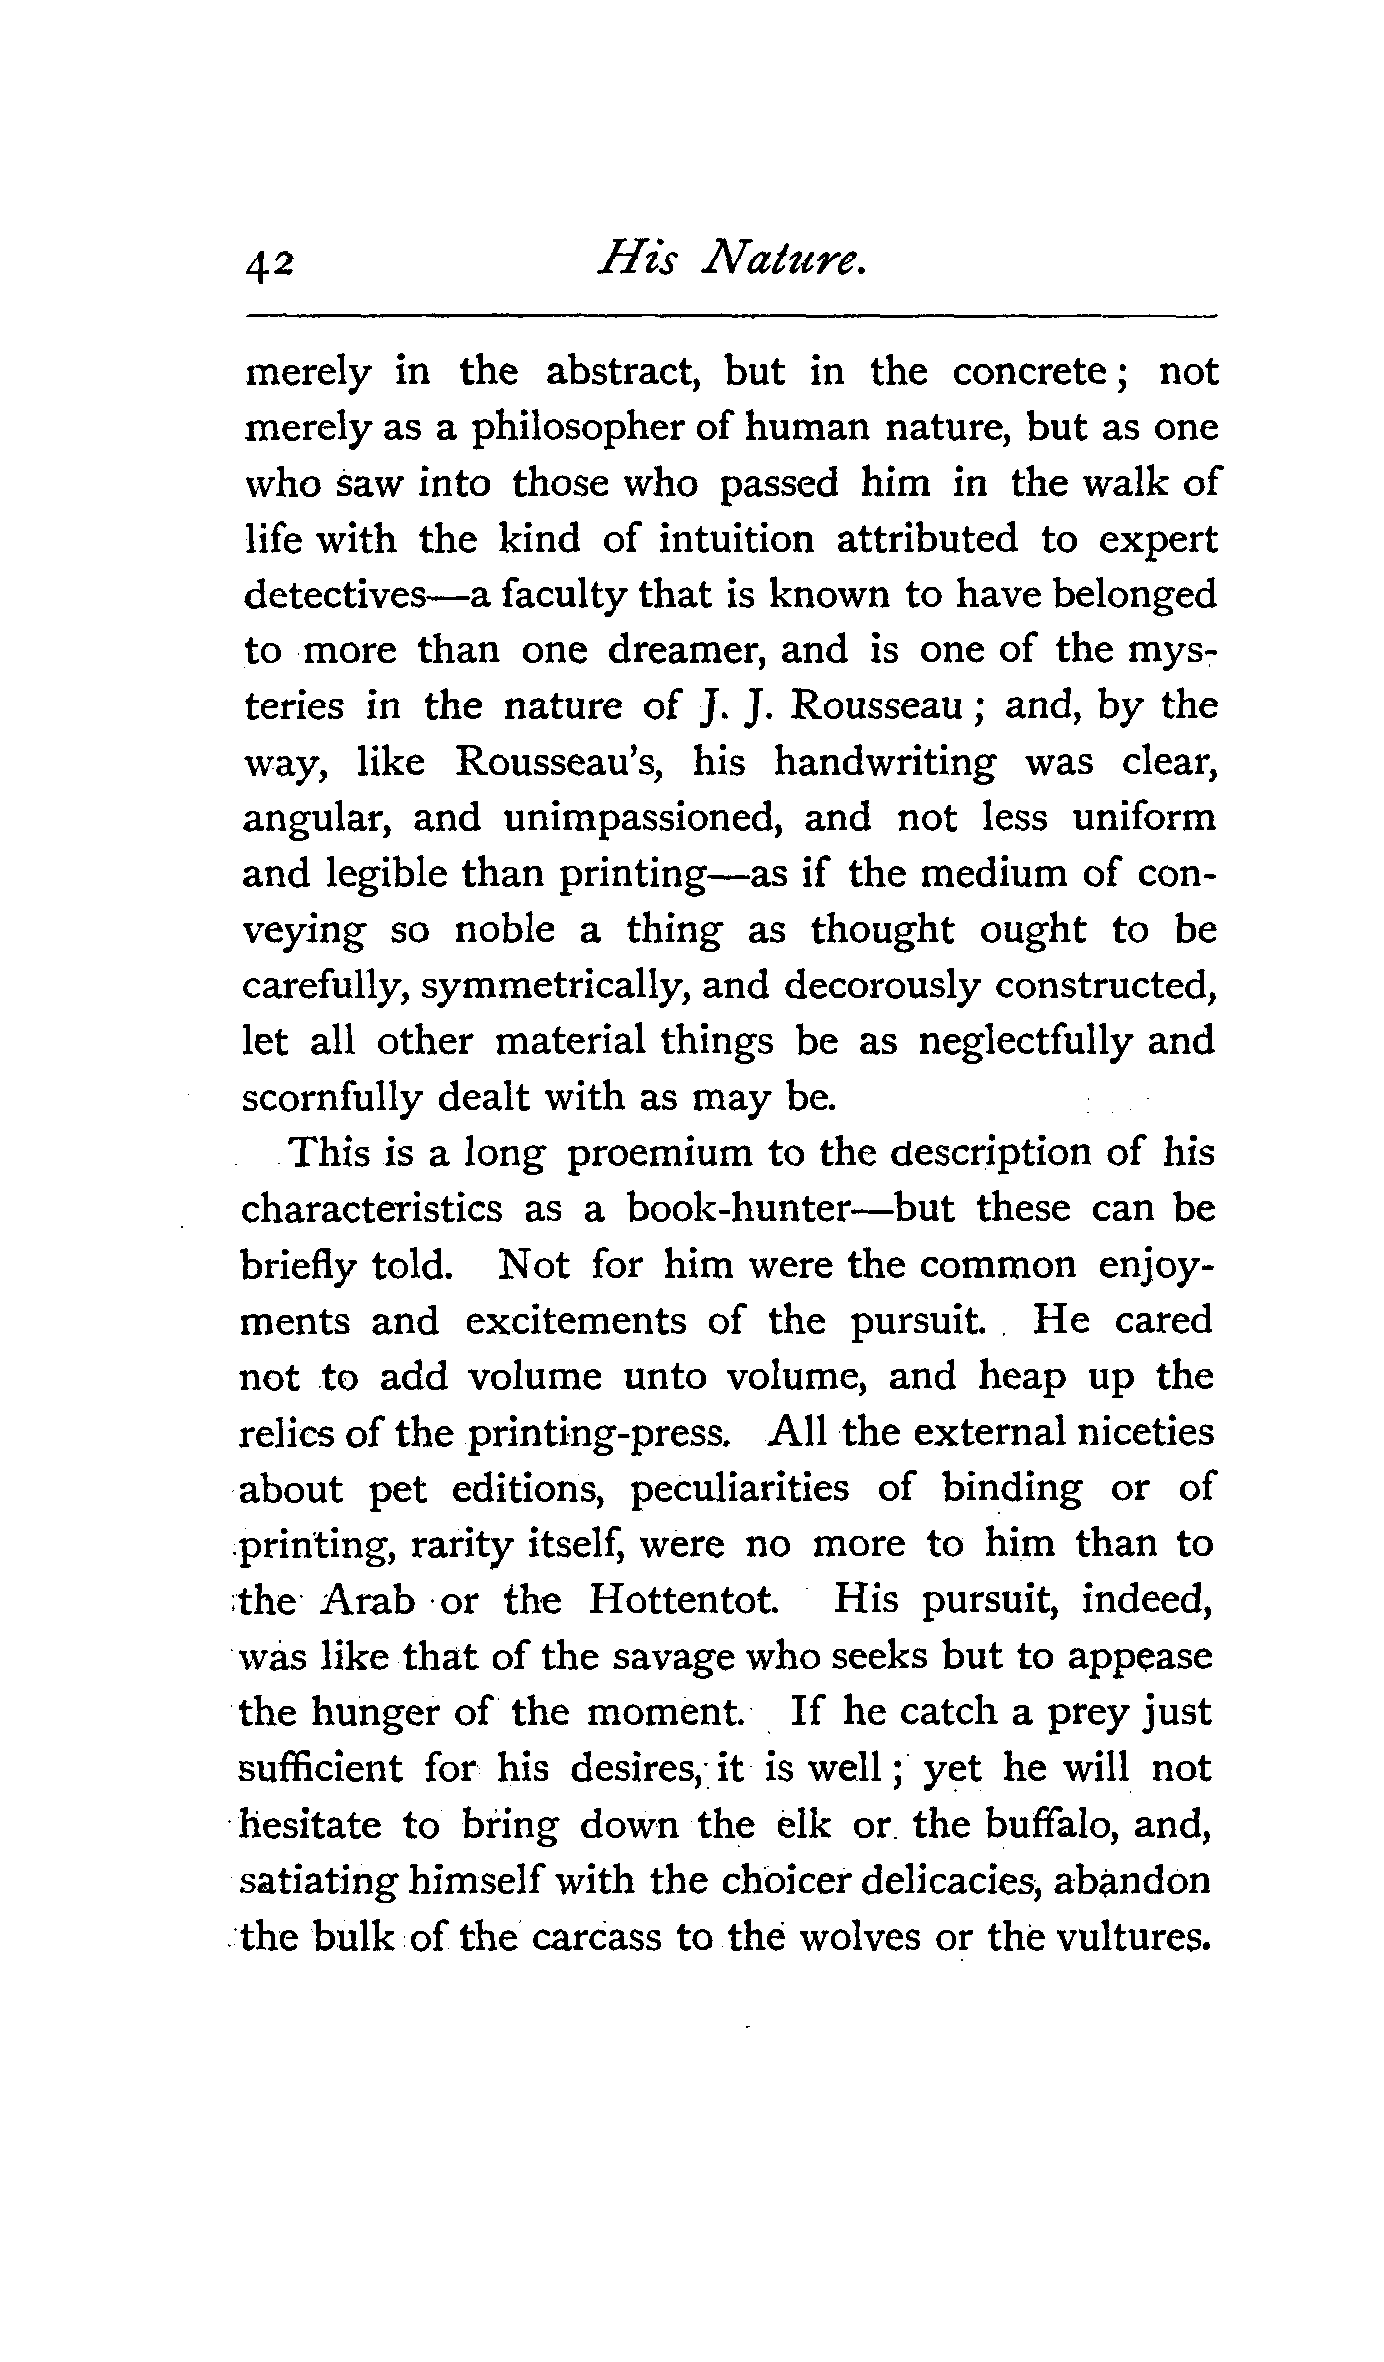 42 His Nature.
merely in the abstract, but in the concrete; not
merely as a philosopher of human nature, but as one
who saw into those who passed him in the walk of
life with the kind of intuition attributed to expert
detectives—a faculty that is known to have belonged
to more than one dreamer, and is one of the mys-
teries in the nature of J. J. Rousseau; and, by the
way, like Rousseau's, his handwriting was clear,
angular, and unimpassioned, and not less uniform
and legible than printing—as if the medium of con-
veying so noble a thing as thought ought to be
carefully, symmetrically, and decorously constructed,
let all other material things be as neglectfully and
scornfully dealt with as may be.
This is a long proemium to the description of his
characteristics as a book-hunter—but these can be
briefly told. Not for him were the common enjoy-
ments and excitements of the pursuit. He cared
not to add volume unto volume, and heap up the
relics of the printing-press. All the external niceties
about pet editions, peculiarities of binding or of
printing, rarity itself, were no more to him than to
the Arab or the Hottentot. His pursuit, indeed,
was like that of the savage who seeks but to appease
the hunger of the moment. If he catch a prey just
sufficient for his desires, it is well; yet he will not
hesitate to bring down the elk or the buffalo, and,
satiating himself with the choicer delicacies, abandon
the bulk of the carcass to the wolves or the vultures.